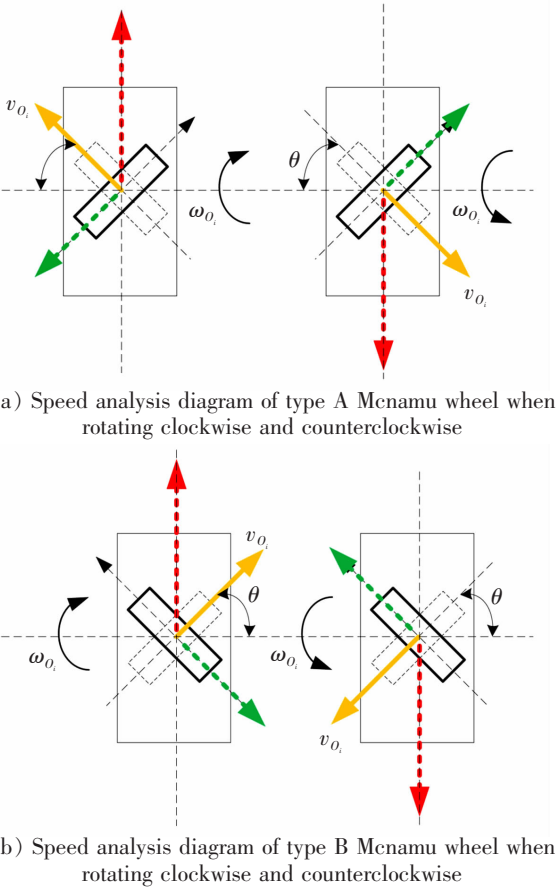 v_{O_i}
θ
ω_{O_i}
ω_{O_i}
v_{O_i}
a) Speed analysis diagram of type A Mcnamu wheel when
rotating clockwise and counterclockwise
v_{O_i}
θ
θ
ω_{O_i}
ω_{O_i}
v_{O_i}
b) Speed analysis diagram of type B Mcnamu wheel when
rotating clockwise and counterclockwise